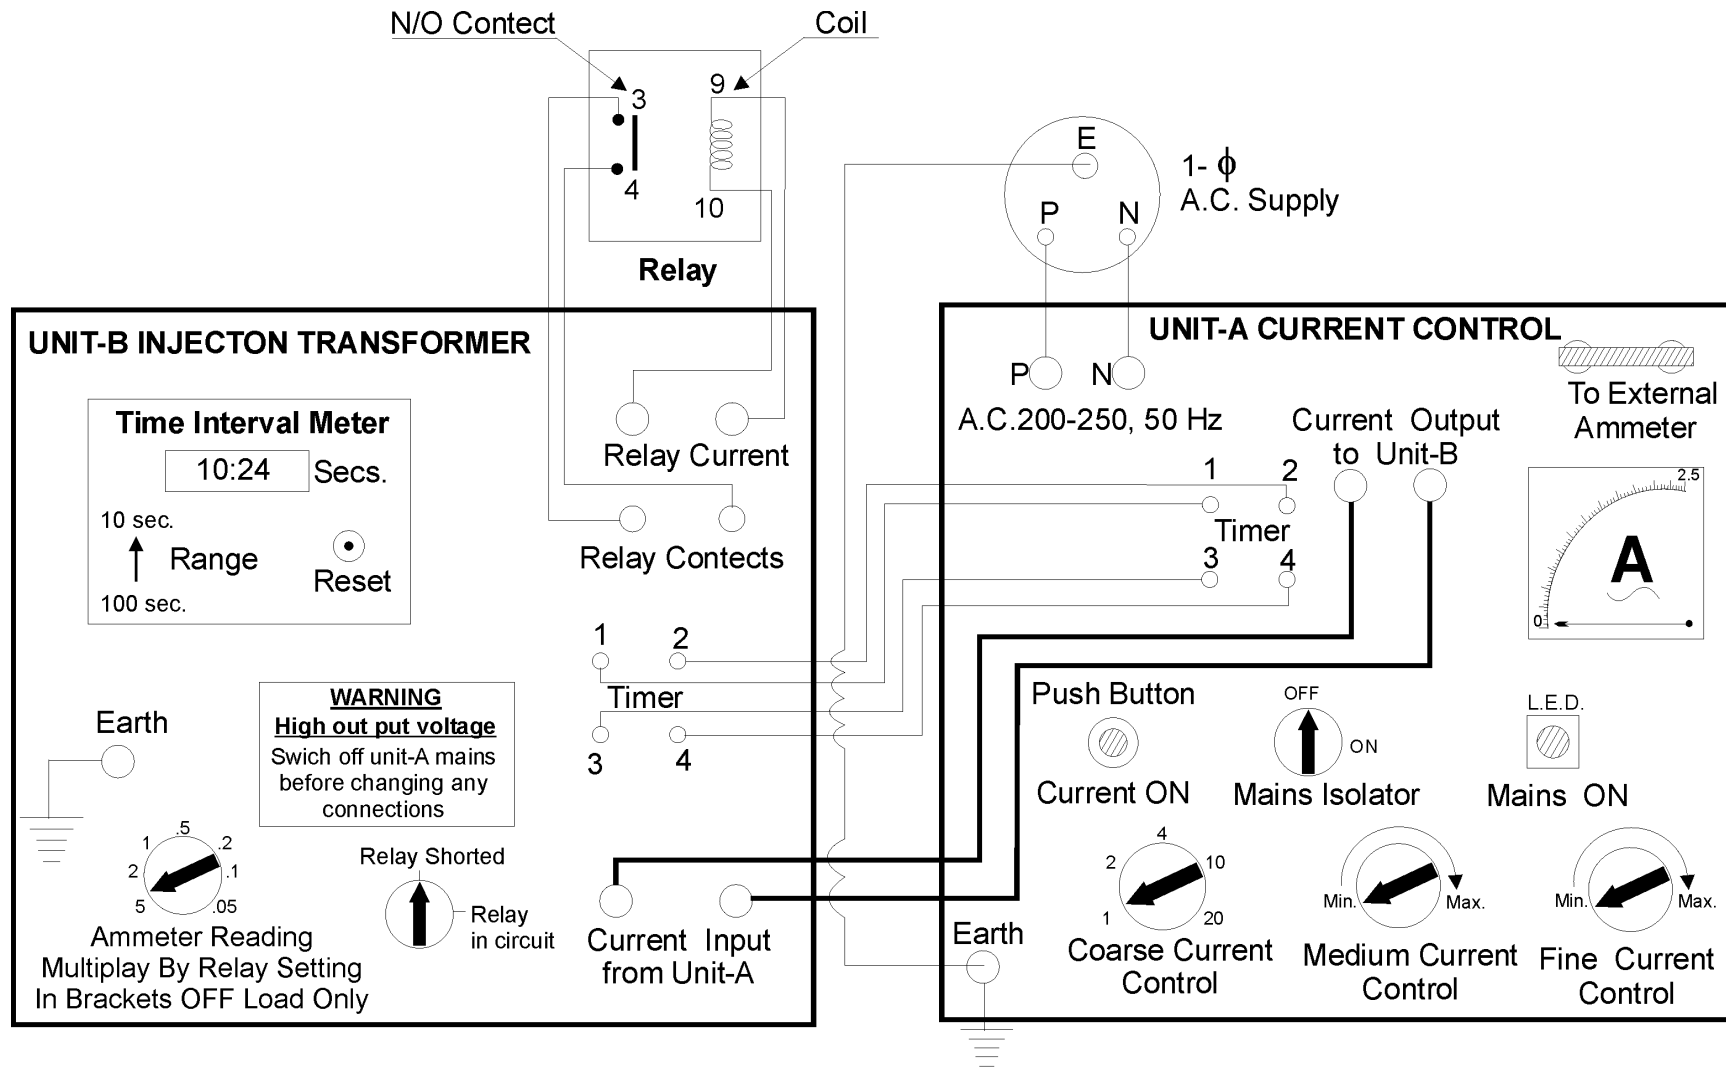 N/O Contect
Coil
3
9
4
10
Relay
E
P
N
1- ϕ
A.C. Supply
UNIT-B INJECTON TRANSFORMER
Time Interval Meter
10:24
Secs.
10 sec.
Range
100 sec.
Reset
Relay Current
Relay Contects
1
2
Timer
3
4
Earth
WARNING
High out put voltage
Swich off unit-A mains
before changing any
connections
.5
1
.2
2
.1
5
.05
Ammeter Reading
Multiplay By Relay Setting
In Brackets OFF Load Only
Relay Shorted
Relay
in circuit
Current Input
from Unit-A
UNIT-A CURRENT CONTROL
P
N
A.C.200-250, 50 Hz
Current Output
to Unit-B
To External
Ammeter
1
2
Timer
3
4
2.5
A
0
Push Button
Current ON
OFF
ON
Mains Isolator
L.E.D.
Mains ON
Earth
4
2
10
1
20
Coarse Current
Control
Min.
Max.
Medium Current
Control
Min.
Max.
Fine Current
Control